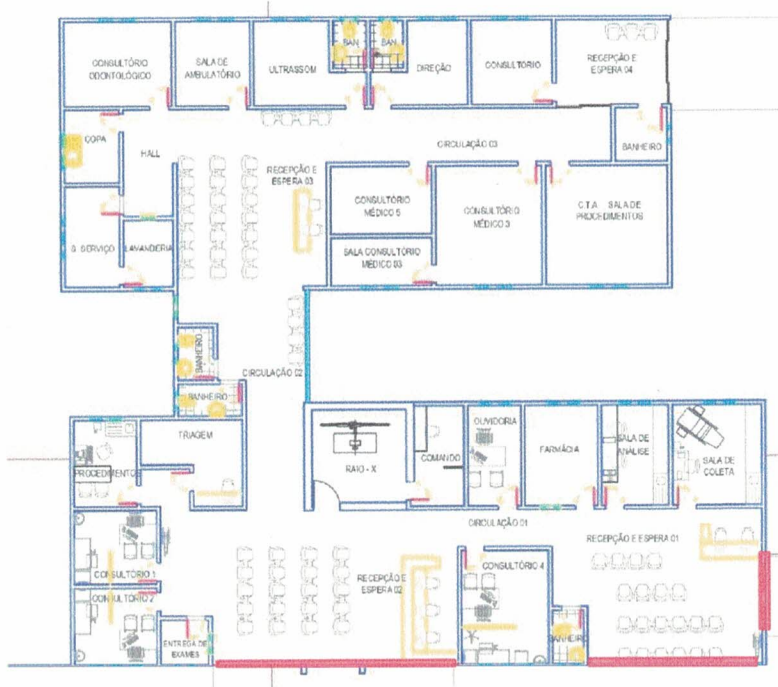 CONSULTÓRIO
ODONTOLÓGICO
SALA DE
AMBULATÓRIO
ULTRASSOM
BAN
BAN
DIREÇÃO
CONSULTORIO
RECEPÇÃO E
ESPERA 04
COPA
HALL
CIRCULAÇÃO 03
BANHEIRO
RECEPÇÃO E
ESPERA 03
CONSULTÓRIO
MÉDICO 5
CONSULTÓRIO
MÉDICO 3
C.T.A SALA DE
PROCEDIMENTOS
S. SERVIÇO
LAVANDERIA
SALA CONSULTÓRIO
MÉDICO 03
BANHEIRO
CIRCULAÇÃO 02
BANHEIRO
TRIAGEM
PROCEDIMENTO
RAIO - X
COMANDO
OUVIDORIA
FARMÁCIA
SALA DE
ANÁLISE
SALA DE
COLETA
CIRCULAÇÃO 01
RECEPÇÃO E ESPERA 01
CONSULTÓRIO 1
RECEPÇÃO E
ESPERA 02
CONSULTÓRIO 4
CONSULTÓRIO 2
ENTREGA DE
EXAMES
BANHEIRO